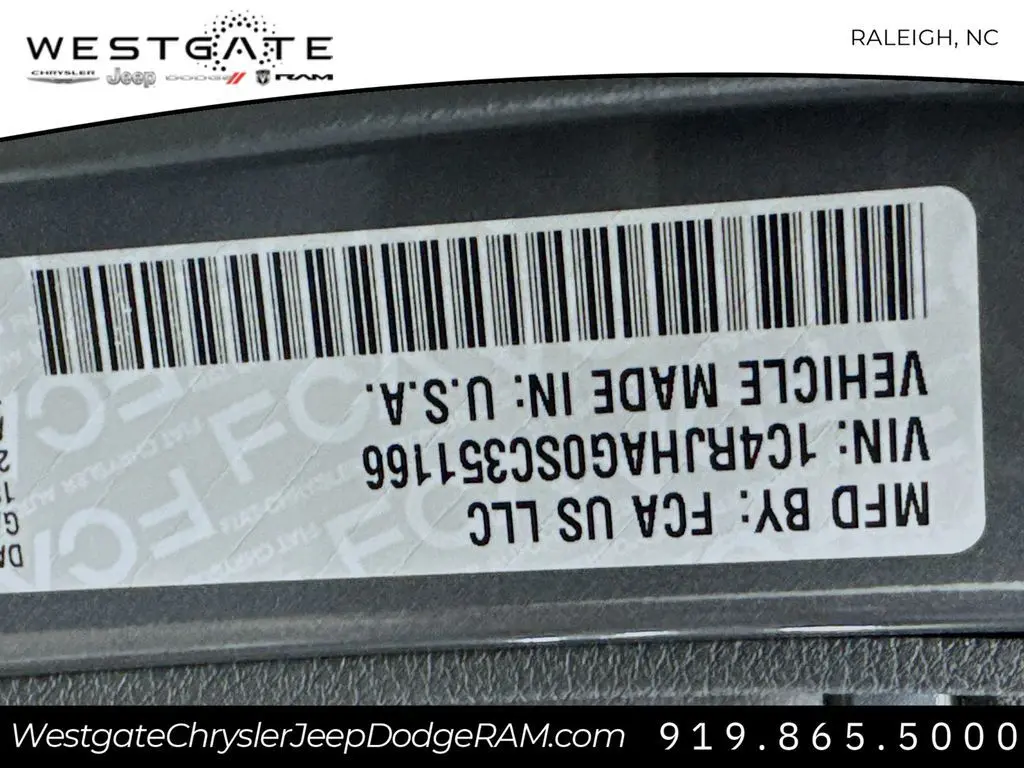 WESTGATE
CHRYSLER Jeep DODGE RAM
RALEIGH, NC
MFD BY: FCA US LLC
VIN: 1C4RJHAG0SC351166
VEHICLE MADE IN: U.S.A.
WestgateChryslerJeepDodgeRAM.com
919.865.5000